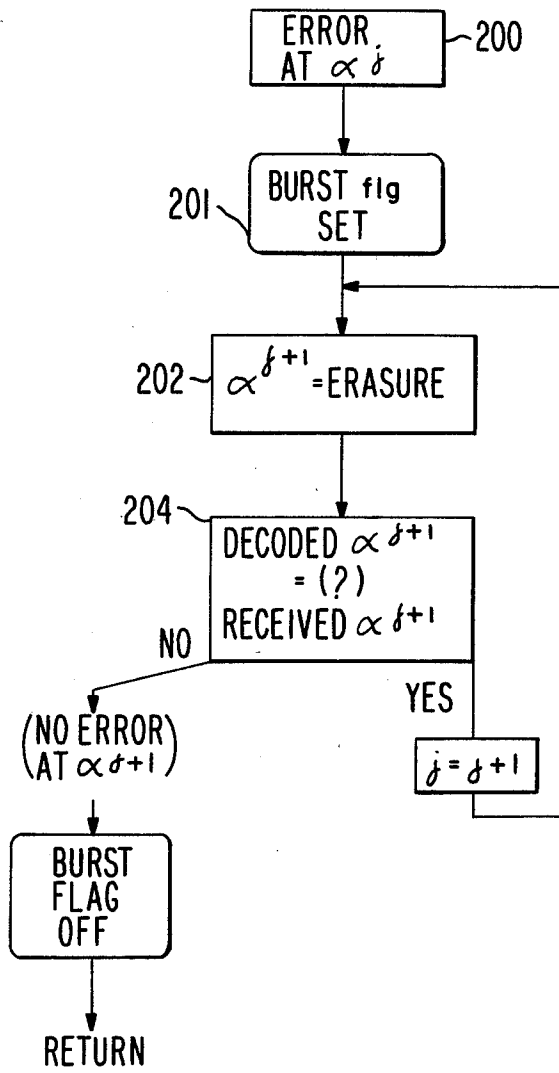 ERROR
AT α^j
200
BURST flg
SET
201
202
α^j+1 = ERASURE
204
DECODED α^j+1
= (?)
RECEIVED α^j+1
NO
YES
(NO ERROR
AT α^j+1)
j = j+1
BURST
FLAG
OFF
RETURN